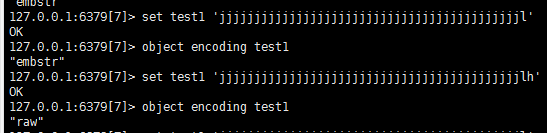 "embstr"
127.0.0.1:6379[7]> set test1 'jjjjjjjjjjjjjjjjjjjjjjjjjjjjjjjjjjjjjjjjjjjl'
OK
127.0.0.1:6379[7]> object encoding test1
"embstr"
127.0.0.1:6379[7]> set test1 'jjjjjjjjjjjjjjjjjjjjjjjjjjjjjjjjjjjjjjjjjjjlh'
OK
127.0.0.1:6379[7]> object encoding test1
"raw"